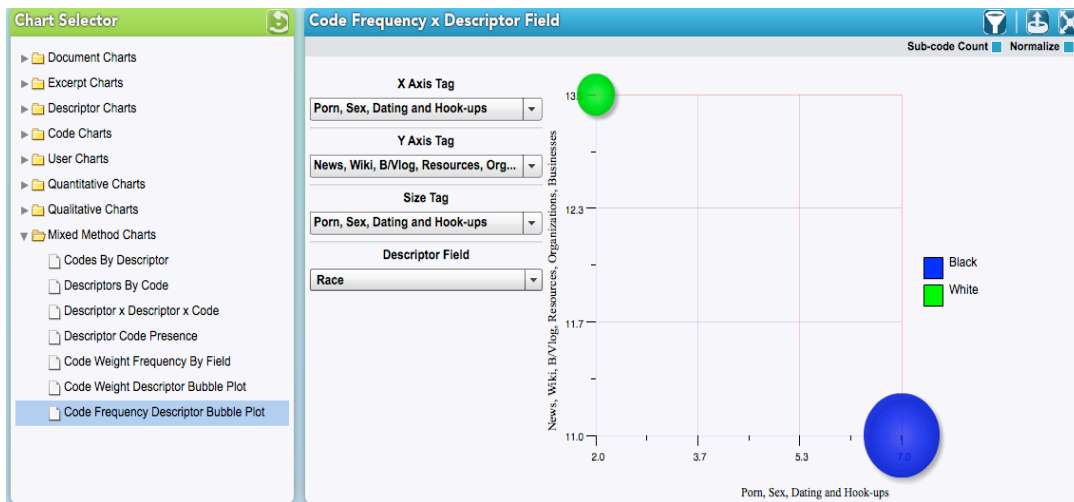 Chart Selector
Document Charts
Excerpt Charts
Descriptor Charts
Code Charts
User Charts
Quantitative Charts
Qualitative Charts
Mixed Method Charts
Codes By Descriptor
Descriptors By Code
Descriptor x Descriptor x Code
Descriptor Code Presence
Code Weight Frequency By Field
Code Weight Descriptor Bubble Plot
Code Frequency Descriptor Bubble Plot
Code Frequency x Descriptor Field
Sub-code Count Normalize
X Axis Tag
Porn, Sex, Dating and Hook-ups
Y Axis Tag
News, Wiki, B/Vlog, Resources, Org...
Size Tag
Porn, Sex, Dating and Hook-ups
Descriptor Field
Race
News, Wiki, B/Vlog, Resources, Organizations, Businesses
12.3
11.7
11.0
2.0 3.7 5.3 7.0
Porn, Sex, Dating and Hook-ups
Black
White